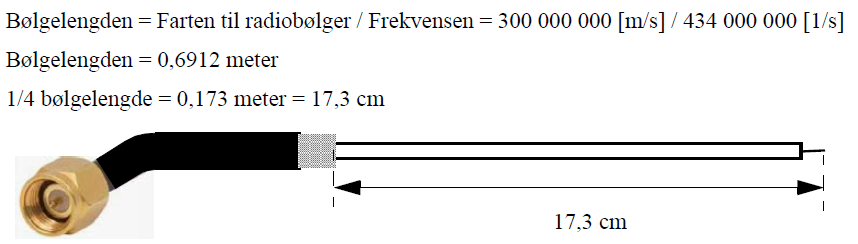 Bølgelengden = Farten til radiobølger / Frekvensen = 300 000 000 [m/s] / 434 000 000 [1/s]
Bølgelengden = 0,6912 meter
1/4 bølgelengde = 0,173 meter = 17,3 cm
17,3 cm